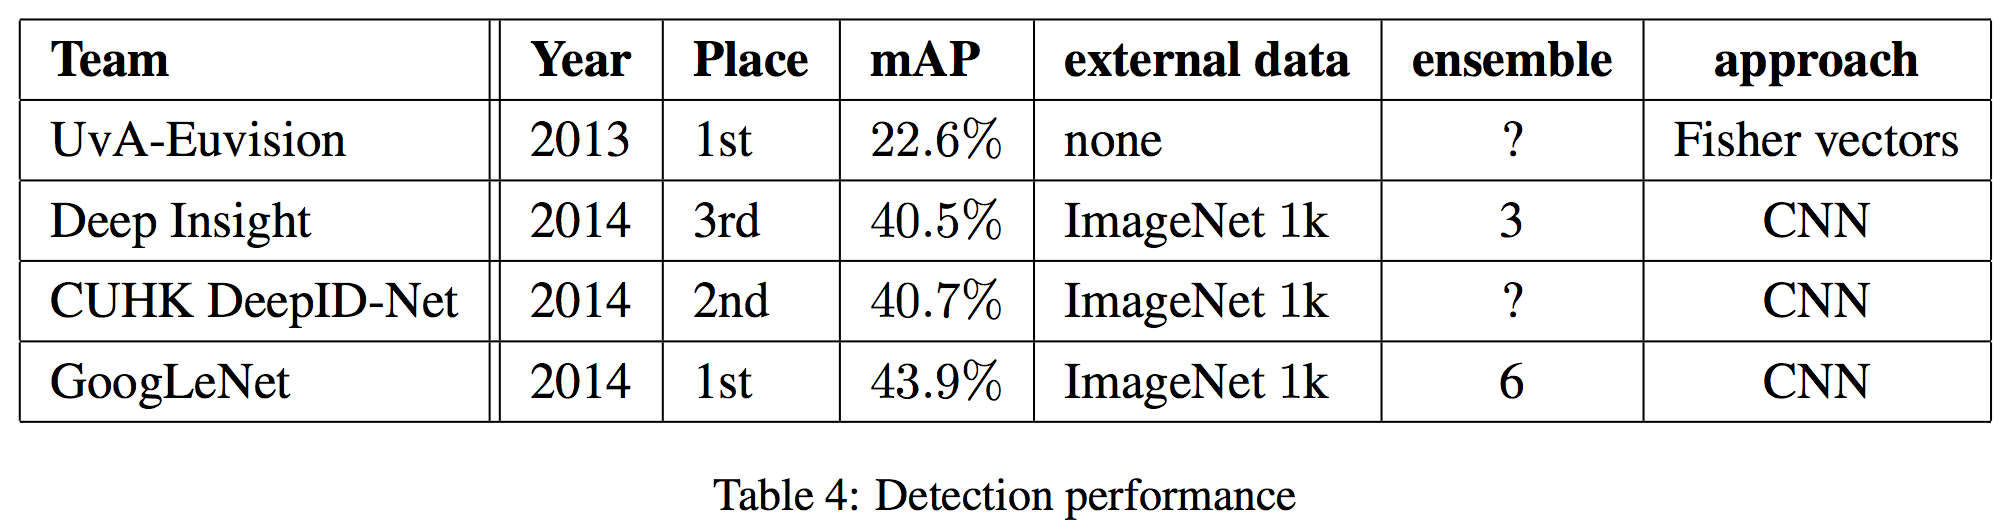 Team Year Place mAP external data ensemble approach
UvA-Euvision 2013 1st 22.6% none ? Fisher vectors
Deep Insight 2014 3rd 40.5% ImageNet 1k 3 CNN
CUHK DeepID-Net 2014 2nd 40.7% ImageNet 1k ? CNN
GoogLeNet 2014 1st 43.9% ImageNet 1k 6 CNN
Table 4: Detection performance